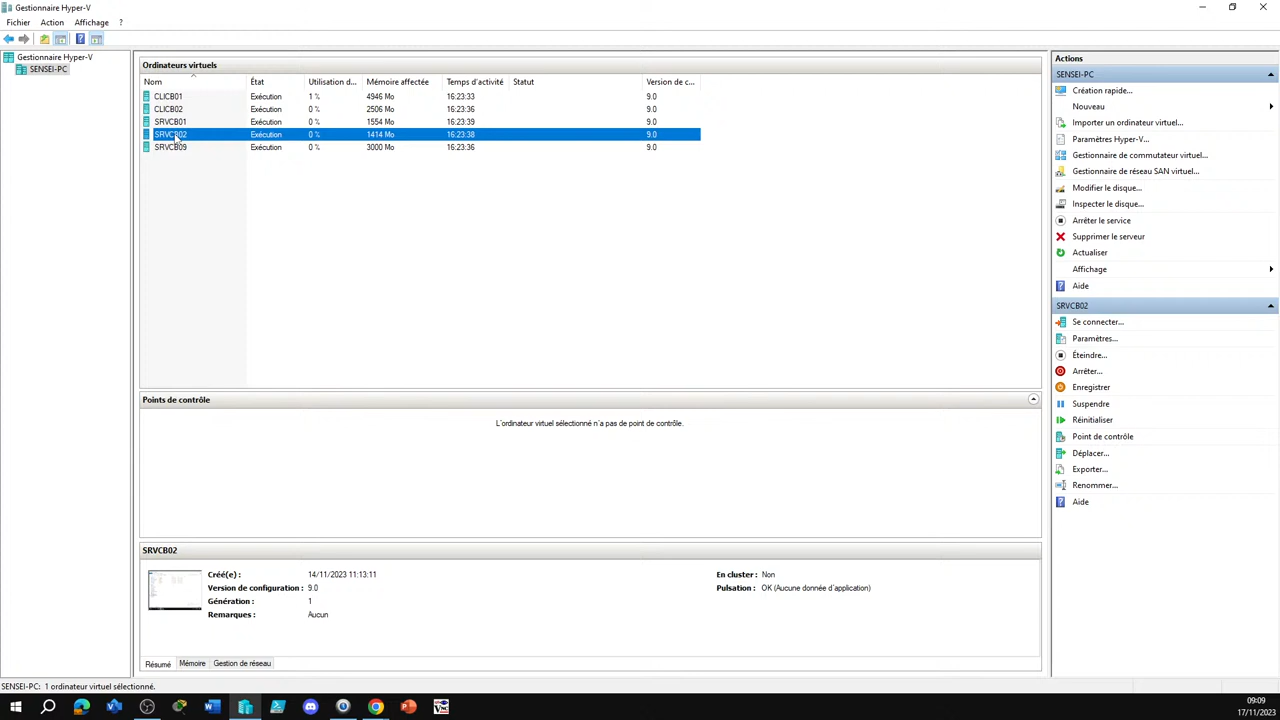 Gestionnaire Hyper-V
Fichier Action Affichage ?
Gestionnaire Hyper-V
SENSEI-PC
Ordinateurs virtuels
Nom État Utilisation d... Mémoire affectée Temps d'activité Statut Version de c...
CLICB01 Exécution 1 % 4946 Mo 16:23:33 9.0
CLICB02 Exécution 0 % 2506 Mo 16:23:36 9.0
SRVCB01 Exécution 0 % 1554 Mo 16:23:39 9.0
SRVCB02 Exécution 0 % 1414 Mo 16:23:38 9.0
SRVCB09 Exécution 0 % 3000 Mo 16:23:36 9.0
Points de contrôle
L'ordinateur virtuel sélectionné n'a pas de point de contrôle.
SRVCB02
Créé(e) : 14/11/2023 11:13:11 En cluster : Non
Version de configuration : 9.0 Pulsation : OK (Aucune donnée d'application)
Génération : 1
Remarques : Aucun
Résumé Mémoire Gestion de réseau
Actions
SENSEI-PC
Création rapide...
Nouveau
Importer un ordinateur virtuel...
Paramètres Hyper-V...
Gestionnaire de commutateur virtuel...
Gestionnaire de réseau SAN virtuel...
Modifier le disque...
Inspecter le disque...
Arrêter le service
Supprimer le serveur
Actualiser
Affichage
Aide
SRVCB02
Se connecter...
Paramètres...
Éteindre...
Arrêter...
Enregistrer
Suspendre
Réinitialiser
Point de contrôle
Déplacer...
Exporter...
Renommer...
Aide
SENSEI-PC: 1 ordinateur virtuel sélectionné.
09:09
17/11/2023